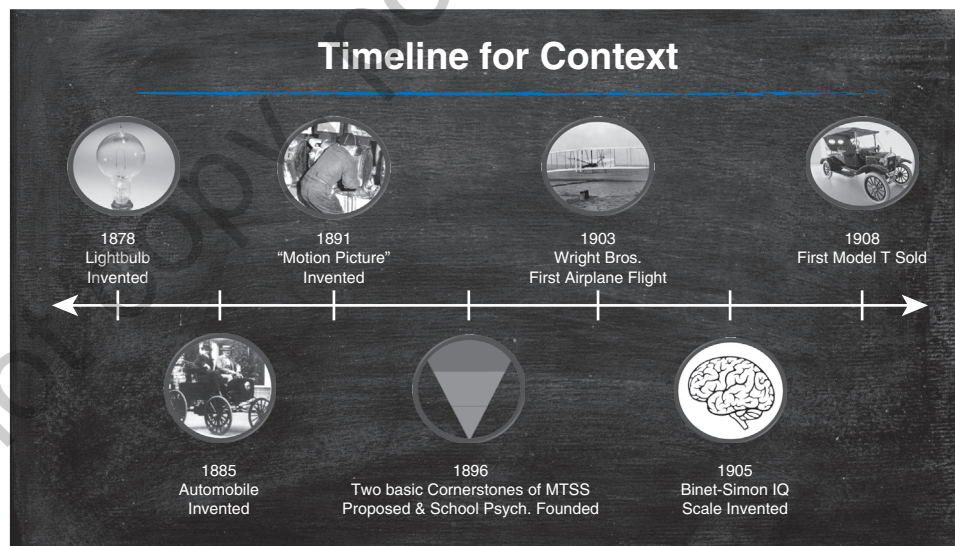 Timeline for Context
1878
Lightbulb
Invented
1891
“Motion Picture”
Invented
1903
Wright Bros.
First Airplane Flight
1908
First Model T Sold
1885
Automobile
Invented
1896
Two basic Cornerstones of MTSS
Proposed & School Psych. Founded
1905
Binet-Simon IQ
Scale Invented